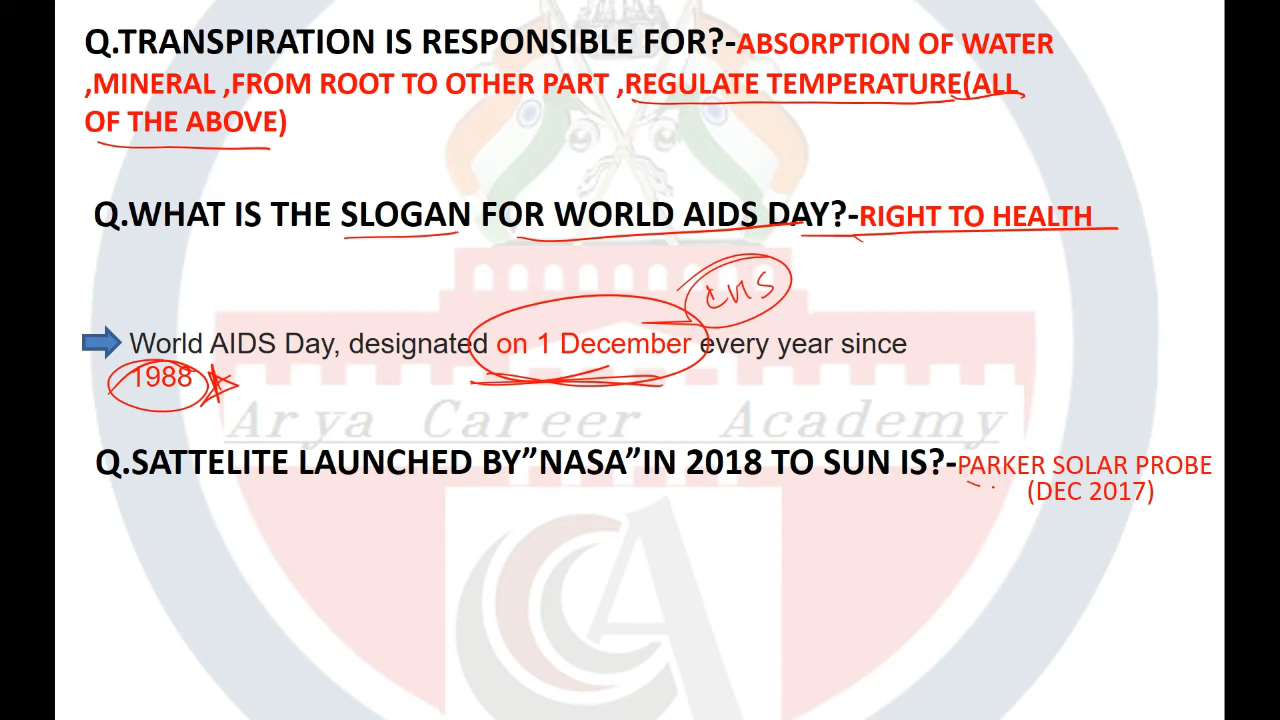 Q.TRANSPIRATION IS RESPONSIBLE FOR?-ABSORPTION OF WATER
,MINERAL ,FROM ROOT TO OTHER PART ,REGULATE TEMPERATURE(ALL
OF THE ABOVE)
Q.WHAT IS THE SLOGAN FOR WORLD AIDS DAY?-RIGHT TO HEALTH
World AIDS Day, designated on 1 December every year since
1988
Arya Career Academy
Q.SATTELITE LAUNCHED BY”NASA”IN 2018 TO SUN IS?-PARKER SOLAR PROBE
(DEC 2017)